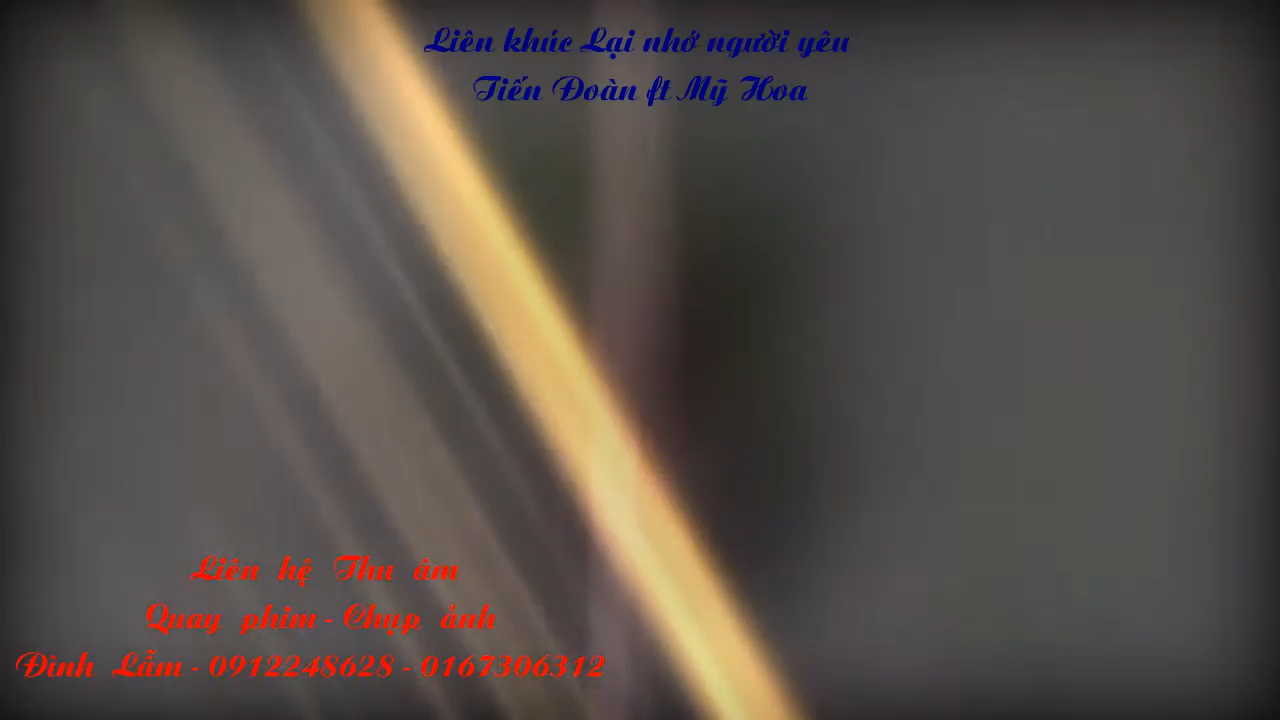 Liên khúc Lại nhớ người yêu
Tiến Đoàn ft Mỹ Hoa
Liên hệ Thu âm
Quay phim - Chụp ảnh
Đình Lẫm - 0912248628 - 0167306312